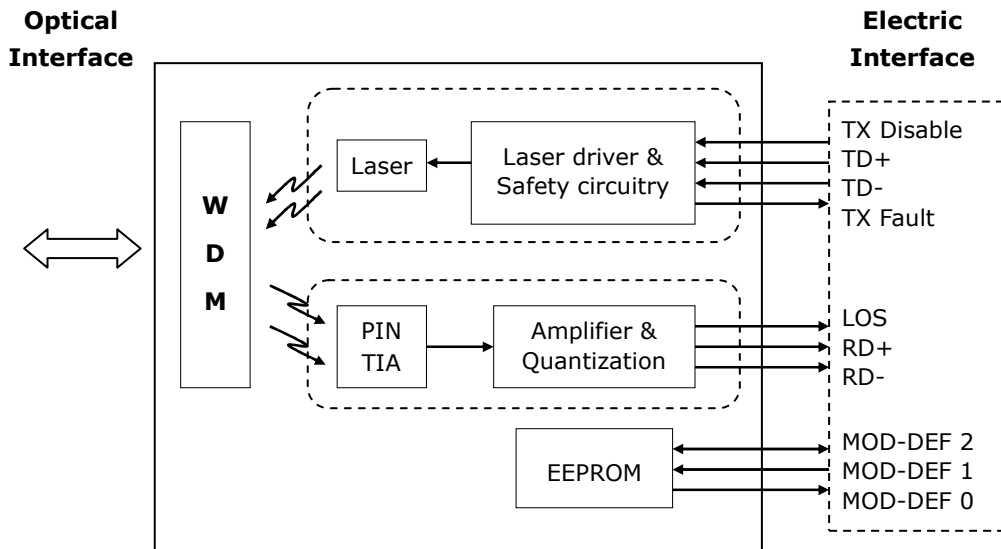 Optical
Interface
Electric
Interface
W
D
M
Laser
Laser driver &
Safety circuitry
TX Disable
TD+
TD-
TX Fault
PIN
TIA
Amplifier &
Quantization
LOS
RD+
RD-
EEPROM
MOD-DEF 2
MOD-DEF 1
MOD-DEF 0